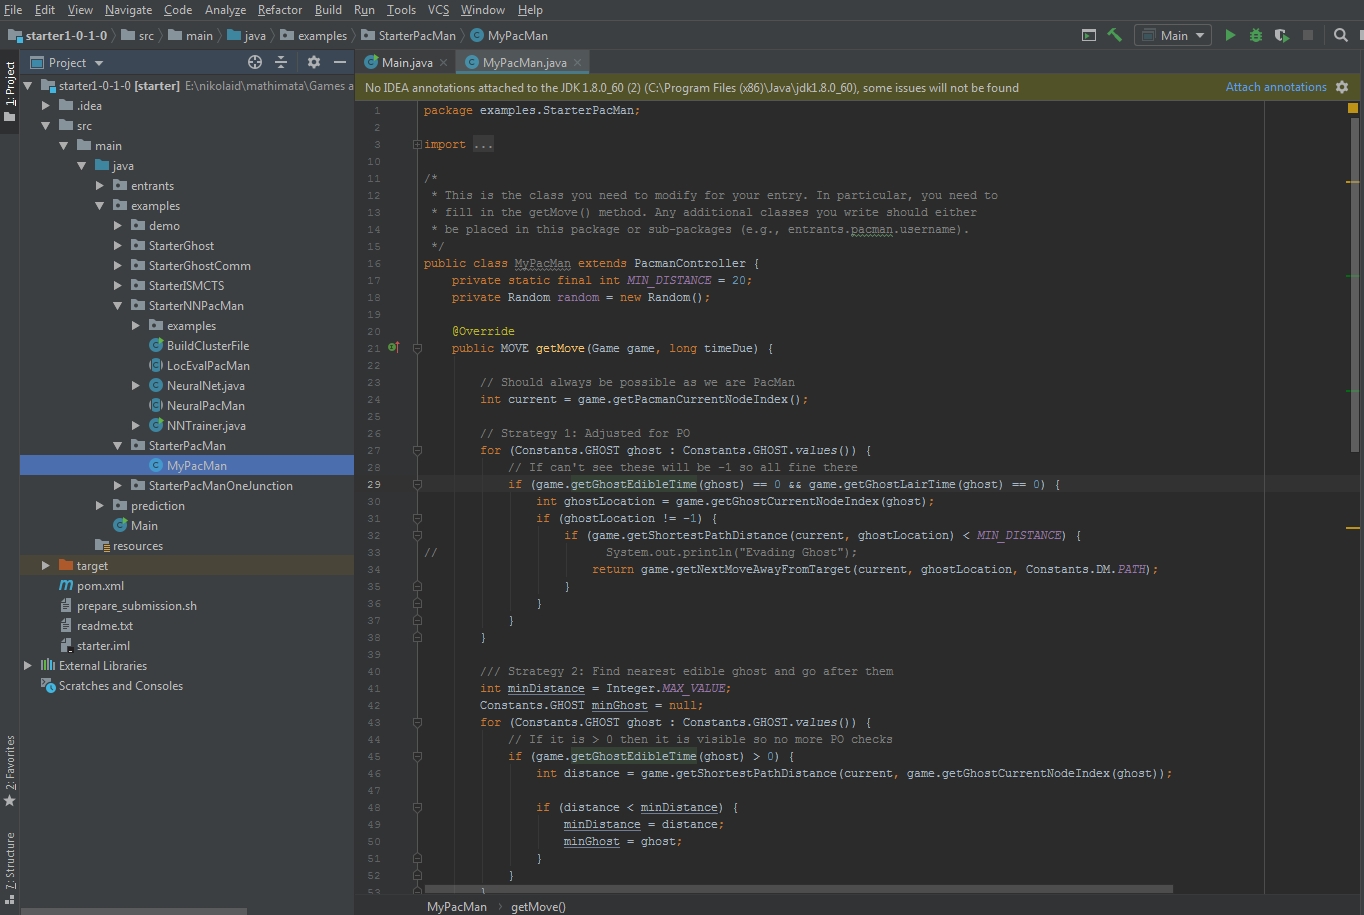 File Edit View Navigate Code Analyze Refactor Build Run Tools VCS Window Help
starter1-0-1-0 src main java examples StarterPacMan MyPacMan Main
Project Main.java MyPacMan.java
No IDEA annotations attached to the JDK 1.8.0_60 (2) (C:\Program Files (x86)\Java\jdk1.8.0_60), some issues will not be found Attach annotations
1: Project
2: Favorites
7: Structure
starter1-0-1-0 [starter] E:\nikolaid\mathimata\Games a
.idea
src
main
java
entrants
examples
demo
StarterGhost
StarterGhostComm
StarterISMCTS
StarterNNPacMan
examples
BuildClusterFile
LocEvalPacMan
NeuralNet.java
NeuralPacMan
NNTrainer.java
StarterPacMan
MyPacMan
StarterPacManOneJunction
prediction
Main
resources
target
pom.xml
prepare_submission.sh
readme.txt
starter.iml
External Libraries
Scratches and Consoles
1 package examples.StarterPacMan;
2
3 import ...
10
11 /*
12 * This is the class you need to modify for your entry. In particular, you need to
13 * fill in the getMove() method. Any additional classes you write should either
14 * be placed in this package or sub-packages (e.g., entrants.pacman.username).
15 */
16 public class MyPacMan extends PacmanController {
17 private static final int MIN_DISTANCE = 20;
18 private Random random = new Random();
19
20 @Override
21 public MOVE getMove(Game game, long timeDue) {
22
23 // Should always be possible as we are PacMan
24 int current = game.getPacmanCurrentNodeIndex();
25
26 // Strategy 1: Adjusted for PO
27 for (Constants.GHOST ghost : Constants.GHOST.values()) {
28 // If can't see these will be -1 so all fine there
29 if (game.getGhostEdibleTime(ghost) == 0 && game.getGhostLairTime(ghost) == 0) {
30 int ghostLocation = game.getGhostCurrentNodeIndex(ghost);
31 if (ghostLocation != -1) {
32 if (game.getShortestPathDistance(current, ghostLocation) < MIN_DISTANCE) {
33 // System.out.println("Evading Ghost");
34 return game.getNextMoveAwayFromTarget(current, ghostLocation, Constants.DM.PATH);
35 }
36 }
37 }
38 }
39
40 /// Strategy 2: Find nearest edible ghost and go after them
41 int minDistance = Integer.MAX_VALUE;
42 Constants.GHOST minGhost = null;
43 for (Constants.GHOST ghost : Constants.GHOST.values()) {
44 // If it is > 0 then it is visible so no more PO checks
45 if (game.getGhostEdibleTime(ghost) > 0) {
46 int distance = game.getShortestPathDistance(current, game.getGhostCurrentNodeIndex(ghost));
47
48 if (distance < minDistance) {
49 minDistance = distance;
50 minGhost = ghost;
51 }
52 }
53 }
MyPacMan getMove()